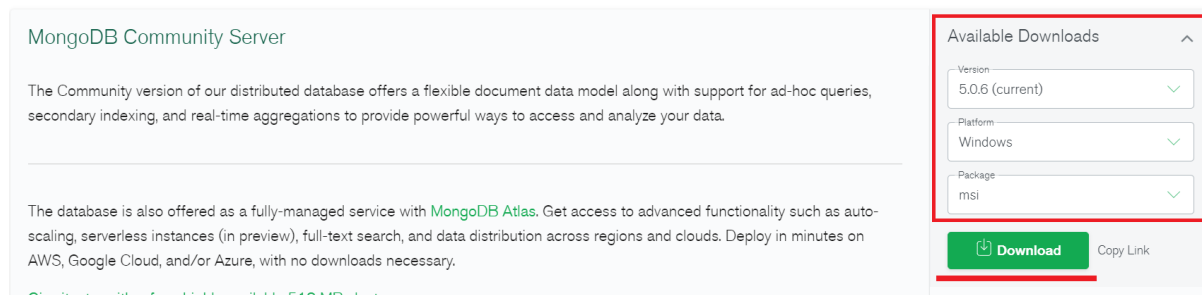 MongoDB Community Server
The Community version of our distributed database offers a flexible document data model along with support for ad-hoc queries,
secondary indexing, and real-time aggregations to provide powerful ways to access and analyze your data.
The database is also offered as a fully-managed service with MongoDB Atlas. Get access to advanced functionality such as auto-
scaling, serverless instances (in preview), full-text search, and data distribution across regions and clouds. Deploy in minutes on
AWS, Google Cloud, and/or Azure, with no downloads necessary.
Available Downloads
Version
5.0.6 (current)
Platform
Windows
Package
msi
Download
Copy Link